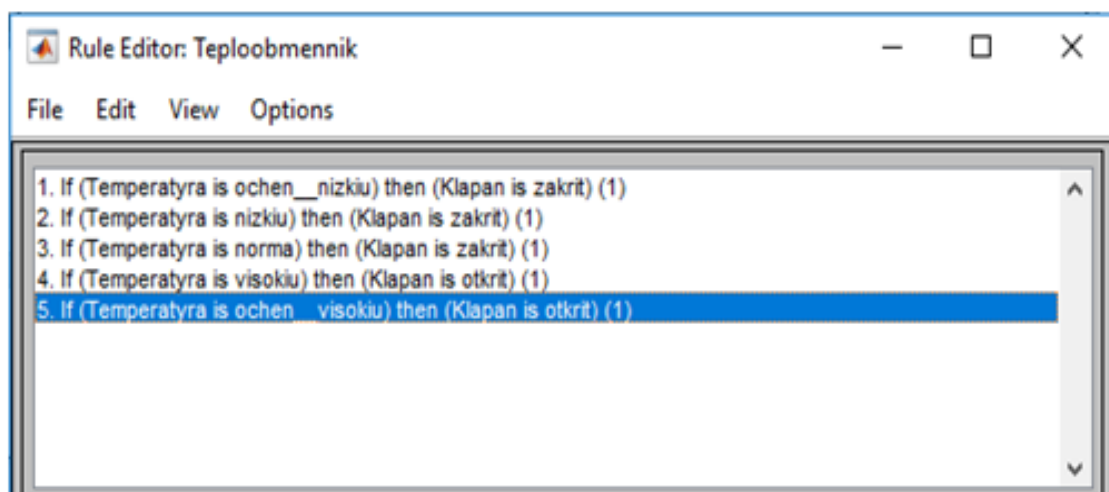 Rule Editor: Teploobmennik
File Edit View Options
1. If (Temperatyra is ochen__nizkiu) then (Klapan is zakrit) (1)
2. If (Temperatyra is nizkiu) then (Klapan is zakrit) (1)
3. If (Temperatyra is norma) then (Klapan is zakrit) (1)
4. If (Temperatyra is visokiu) then (Klapan is otkrit) (1)
5. If (Temperatyra is ochen__visokiu) then (Klapan is otkrit) (1)